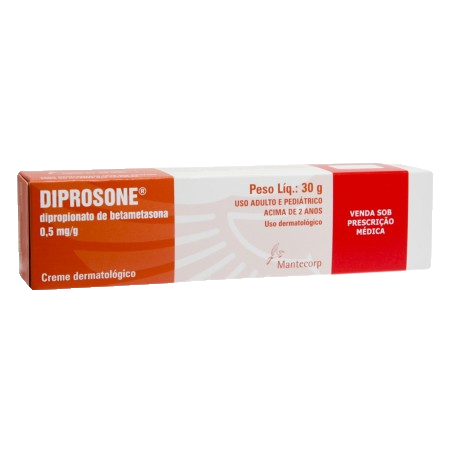 DIPROSONE®
dipropionato de betametasona
0,5 mg/g
Creme dermatológico
Peso Líq.: 30 g
USO ADULTO E PEDIÁTRICO
ACIMA DE 2 ANOS
Uso dermatológico
Mantecorp
VENDA SOB
PRESCRIÇÃO
MÉDICA